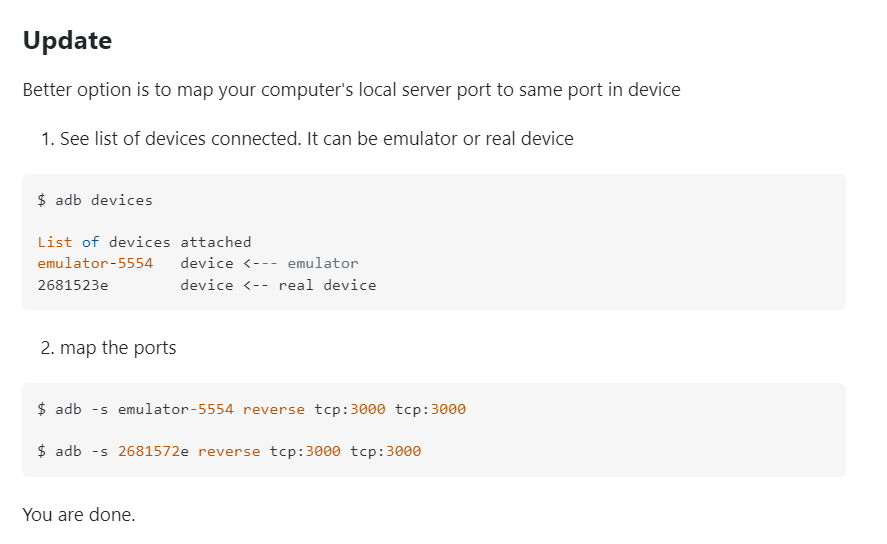 Update
Better option is to map your computer's local server port to same port in device
1. See list of devices connected. It can be emulator or real device
$ adb devices
List of devices attached
emulator-5554   device <--- emulator
2681523e        device <-- real device
2. map the ports
$ adb -s emulator-5554 reverse tcp:3000 tcp:3000
$ adb -s 2681572e reverse tcp:3000 tcp:3000
You are done.